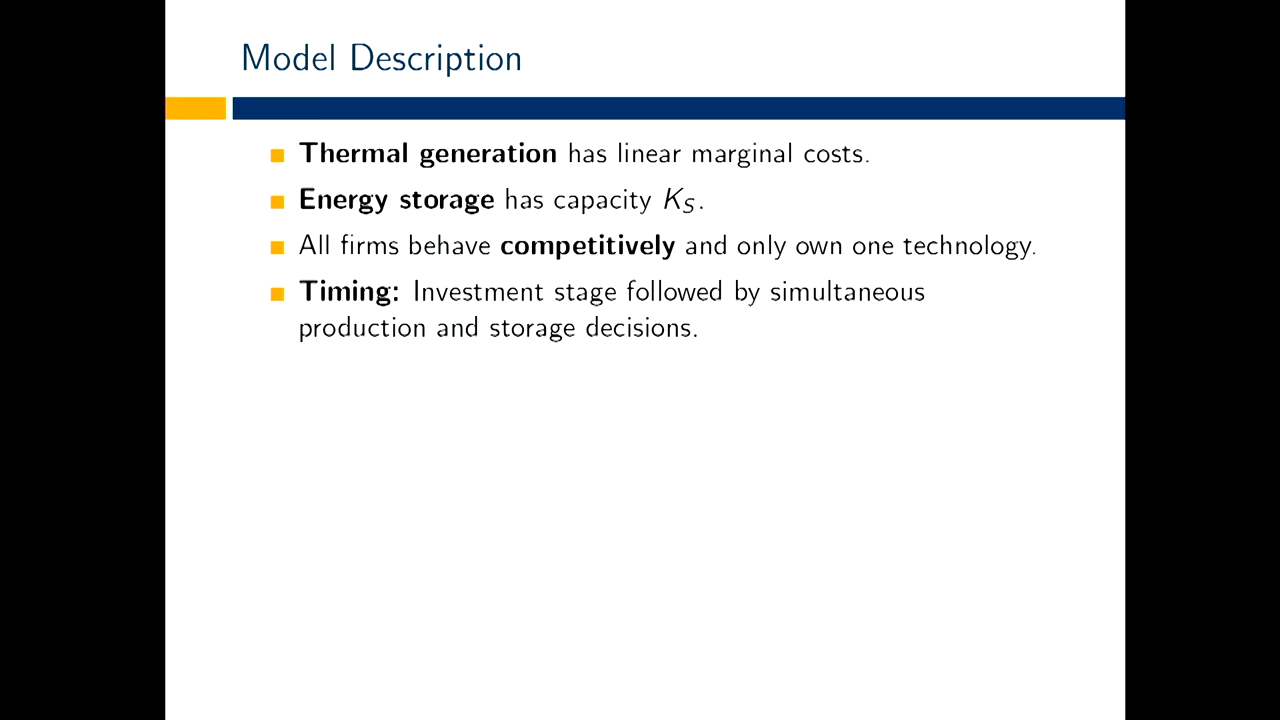 Model Description
Thermal generation has linear marginal costs.
Energy storage has capacity K_S.
All firms behave competitively and only own one technology.
Timing: Investment stage followed by simultaneous
production and storage decisions.